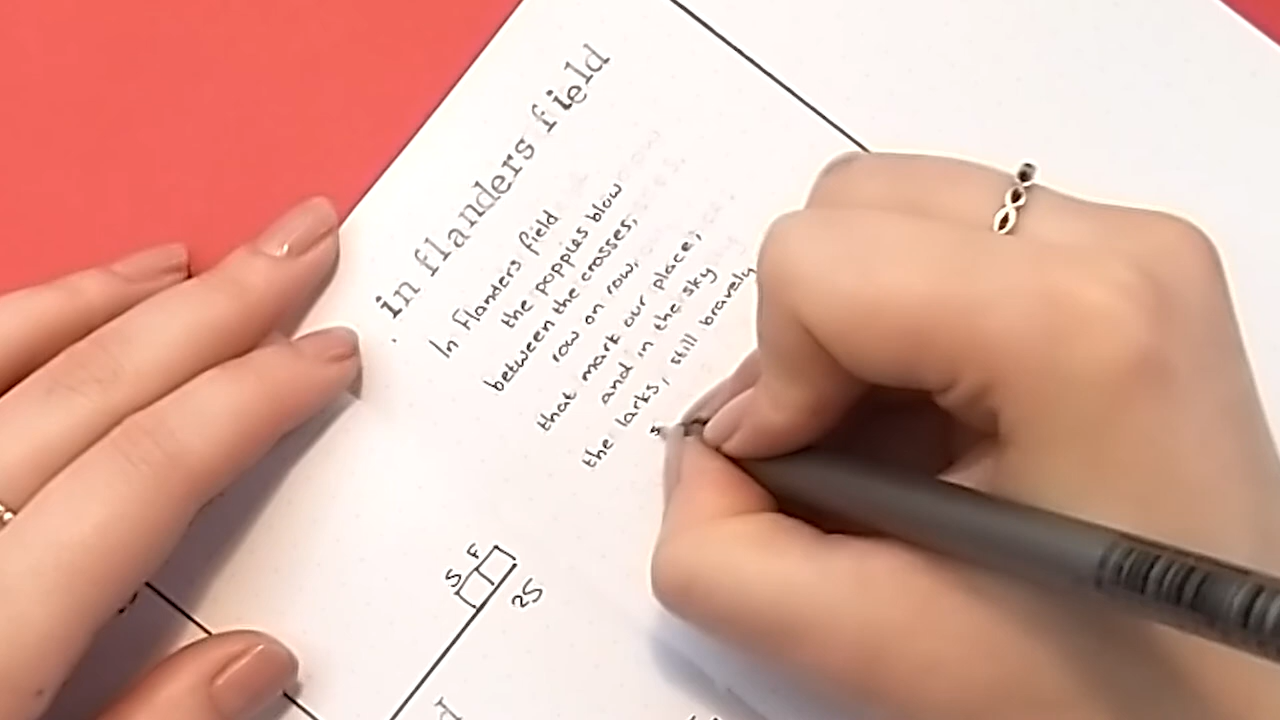 in flanders field
In Flanders field
the poppies blow
between the crosses,
row on row,
that mark our place;
and in the sky
the larks, still bravely
s
S F
25
d